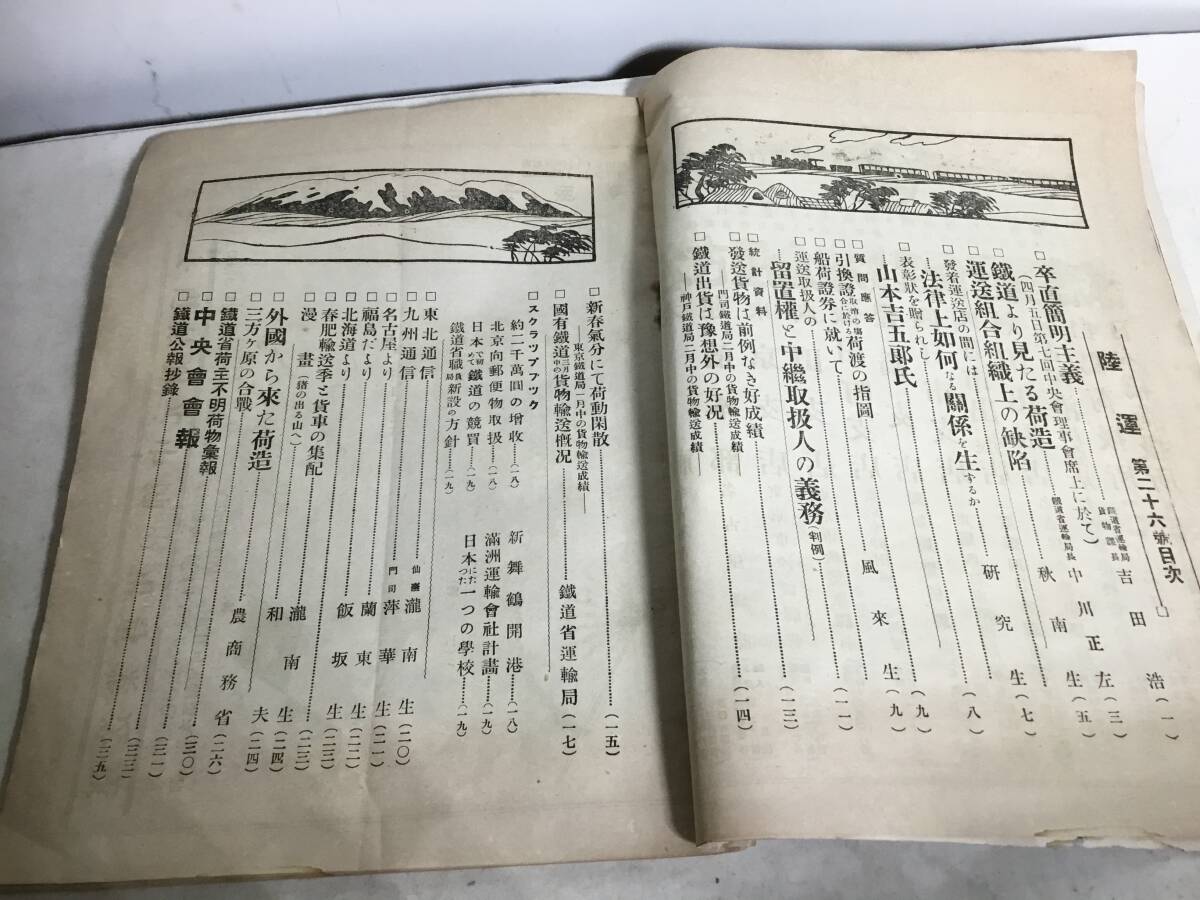 陸運 第二十六號目次
□卒直簡明主義 鐵道省運輸局貨物課長 吉田浩(一)
(四月五日第七回中央會理事會席上に於て) 鐵道省運輸局長 中川正左(三)
□鐵道より見たる荷造 秋南生(五)
□運送組合組織上の缺陷 研究生(七)
□發着運送店の間には
法律上如何なる關係を生ずるか (八)
□表彰狀を贈られし
山本吉五郎氏 (九)
□質問應答 風來生(九)
引換證取消の塲合に於ける荷渡の指圖 (一一)
□船荷證券に就いて
□運送取扱人の
留置權と中繼取扱人の義務(判例) (一三)
□統計資料
□發送貨物は前例なき好成績
——門司鐵道局二月中の貨物輸送成績
□鐵道出貨は豫想外の好况 (一四)
——神戶鐵道局二月中の貨物輸送成績——
□新春氣分にて荷動閑散 (一五)
——東京鐵道局一月中の貨物輸送成績——
□國有鐵道三月中の貨物輸送槪况 鐵道省運輸局(一七)
□スクラツプブツク
約二千萬圓の增收(一八) 新舞鶴開港(一八)
北京向郵便物取扱(一八) 滿洲運輸會社計畫(一九)
日本で初めて鐵道の競買(一九) 日本にたつた一つの學校(一九)
鐵道省職員局新設の方針(一九)
□東北通信 仙臺 瀧南生(二〇)
□九州通信 門司 萍華生(二一)
□名古屋より 蘭東生(二二)
□福島だより 飯坂生(二三)
□北海道より
□春肥輸送季と貨車の集配
□漫畫(猪の出る山へ) (二三)
□外國から來た荷造 瀧南生(二四)
□三方ヶ原の合戰 和夫(二四)
□鐵道省荷主不明荷物彙報 農商務省(二六)
□中央會會報 (三〇)
□鐵道公報抄錄 (三一)
(三三)
(三五)